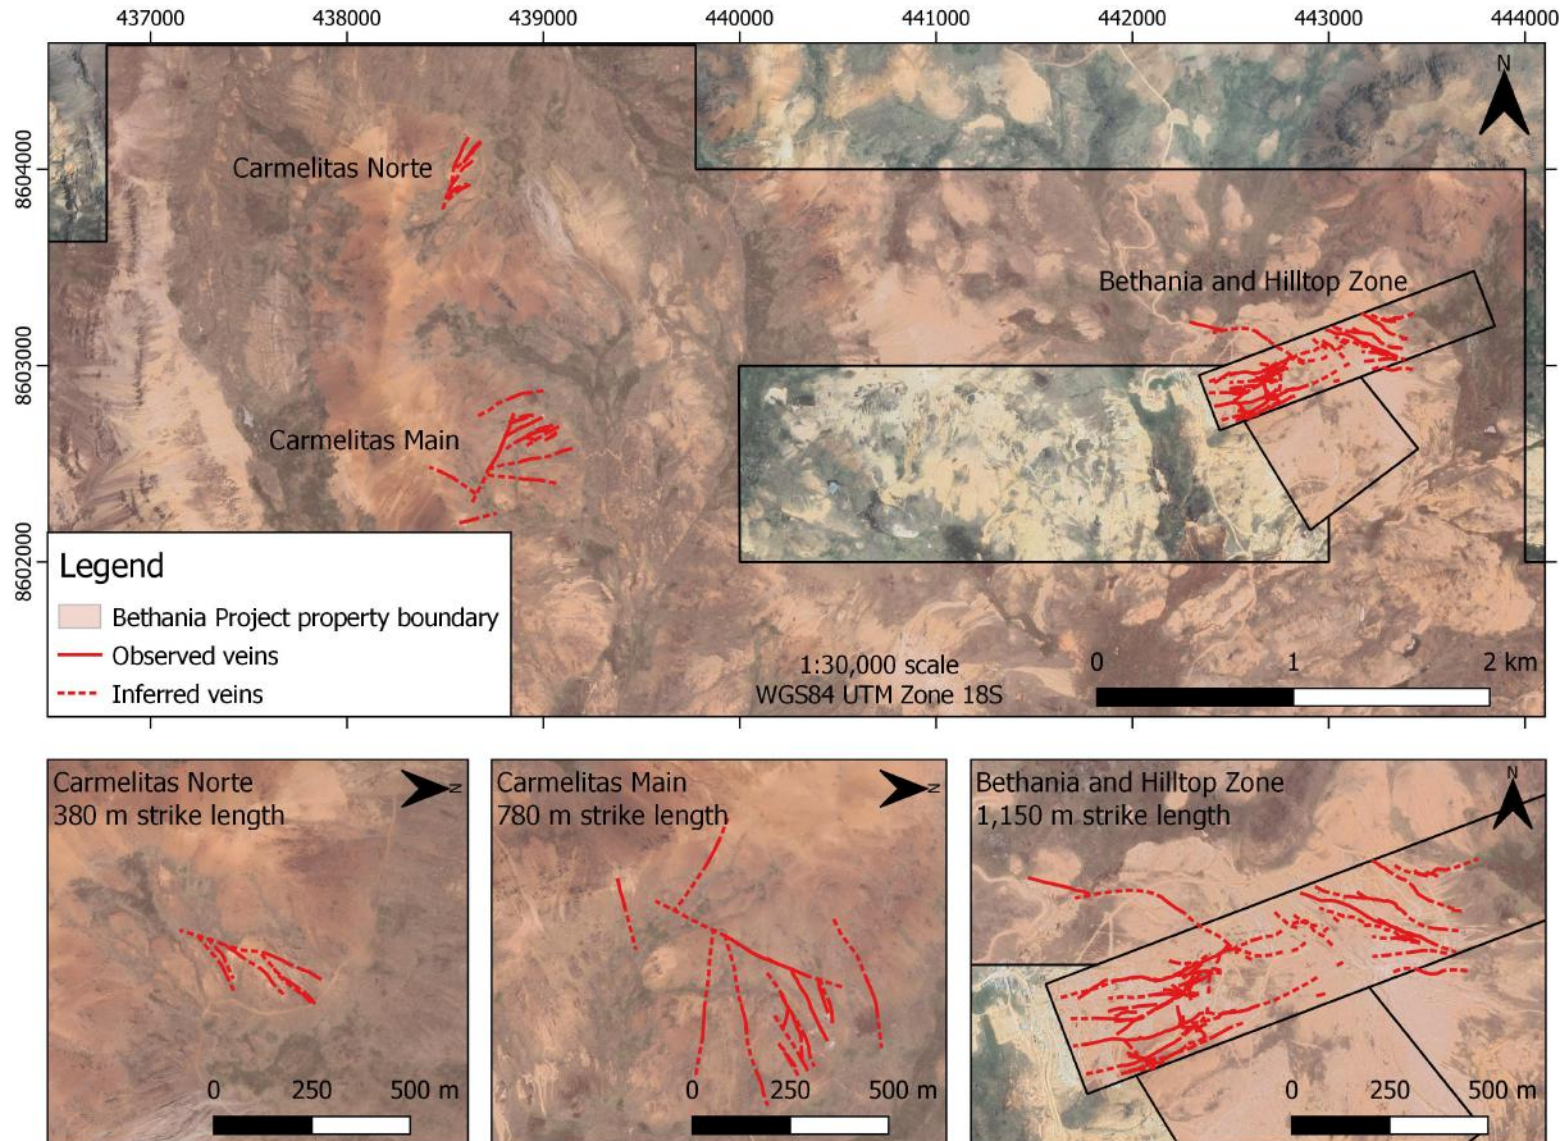 437000
438000
439000
440000
441000
442000
443000
444000
N
8604000
8603000
8602000
Carmelitas Norte
Bethania and Hilltop Zone
Carmelitas Main
Legend
Bethania Project property boundary
Observed veins
Inferred veins
1:30,000 scale
WGS84 UTM Zone 18S
0 1 2 km
Carmelitas Norte
380 m strike length
N
0 250 500 m
Carmelitas Main
780 m strike length
N
0 250 500 m
Bethania and Hilltop Zone
1,150 m strike length
N
0 250 500 m